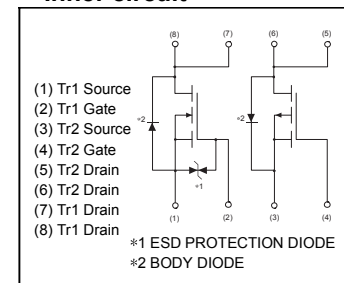 (8) (7) (6) (5)
(1) Tr1 Source
(2) Tr1 Gate
(3) Tr2 Source
(4) Tr2 Gate
(5) Tr2 Drain
(6) Tr2 Drain
(7) Tr1 Drain
(8) Tr1 Drain
*2 *2
*1
(1) (2) (3) (4)
*1 ESD PROTECTION DIODE
*2 BODY DIODE